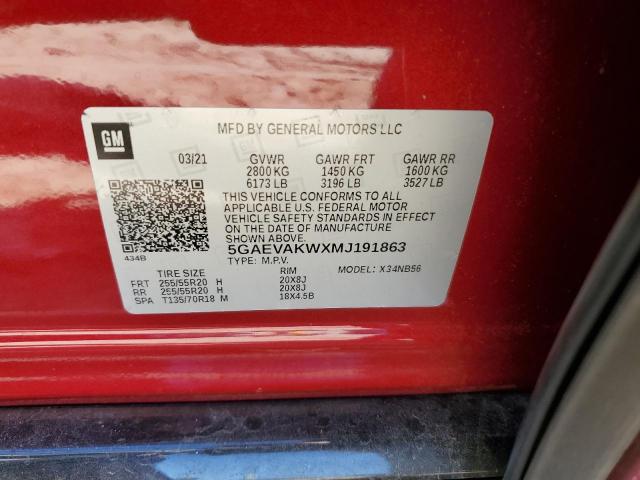 GM
MFD BY GENERAL MOTORS LLC
03/21 GVWR GAWR FRT GAWR RR
2800 KG 1450 KG 1600 KG
6173 LB 3196 LB 3527 LB
THIS VEHICLE CONFORMS TO ALL
APPLICABLE U.S. FEDERAL MOTOR
VEHICLE SAFETY STANDARDS IN EFFECT
ON THE DATE OF MANUFACTURE
SHOWN ABOVE.
434B
5GAEVAKWXMJ191863
TYPE: M.P.V. MODEL: X34NB56
TIRE SIZE RIM
FRT 255/55R20 H 20X8J
RR 255/55R20 H 20X8J
SPA T135/70R18 M 18X4.5B